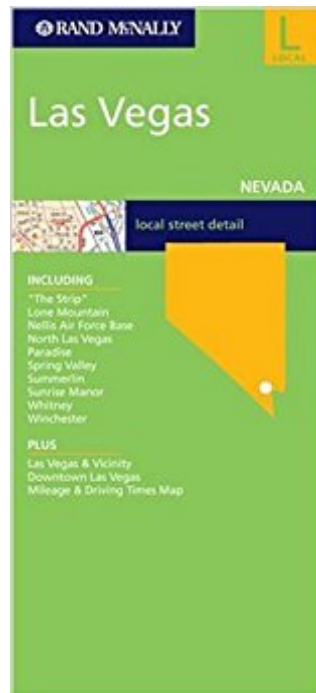 RAND McNALLY
L
LOCAL
Las Vegas
NEVADA
local street detail
INCLUDING
"The Strip"
Lone Mountain
Nellis Air Force Base
North Las Vegas
Paradise
Spring Valley
Summerlin
Sunrise Manor
Whitney
Winchester
PLUS
Las Vegas & Vicinity
Downtown Las Vegas
Mileage & Driving Times Map